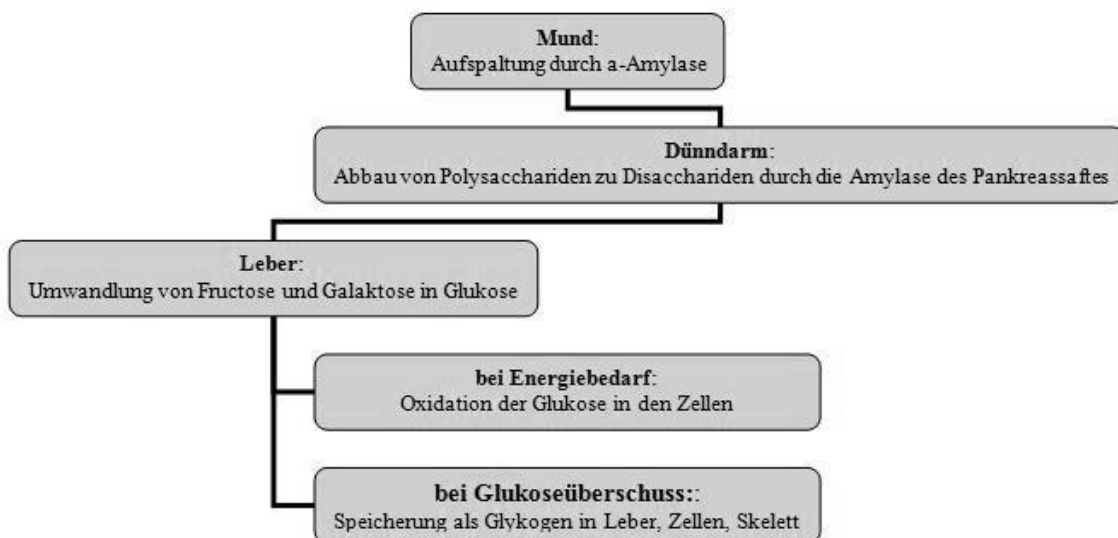 Mund:
Aufspaltung durch a-Amylase
Dünndarm:
Abbau von Polysacchariden zu Disacchariden durch die Amylase des Pankreassaftes
Leber:
Umwandlung von Fructose und Galaktose in Glukose
bei Energiebedarf:
Oxidation der Glukose in den Zellen
bei Glukoseüberschuss::
Speicherung als Glykogen in Leber, Zellen, Skelett